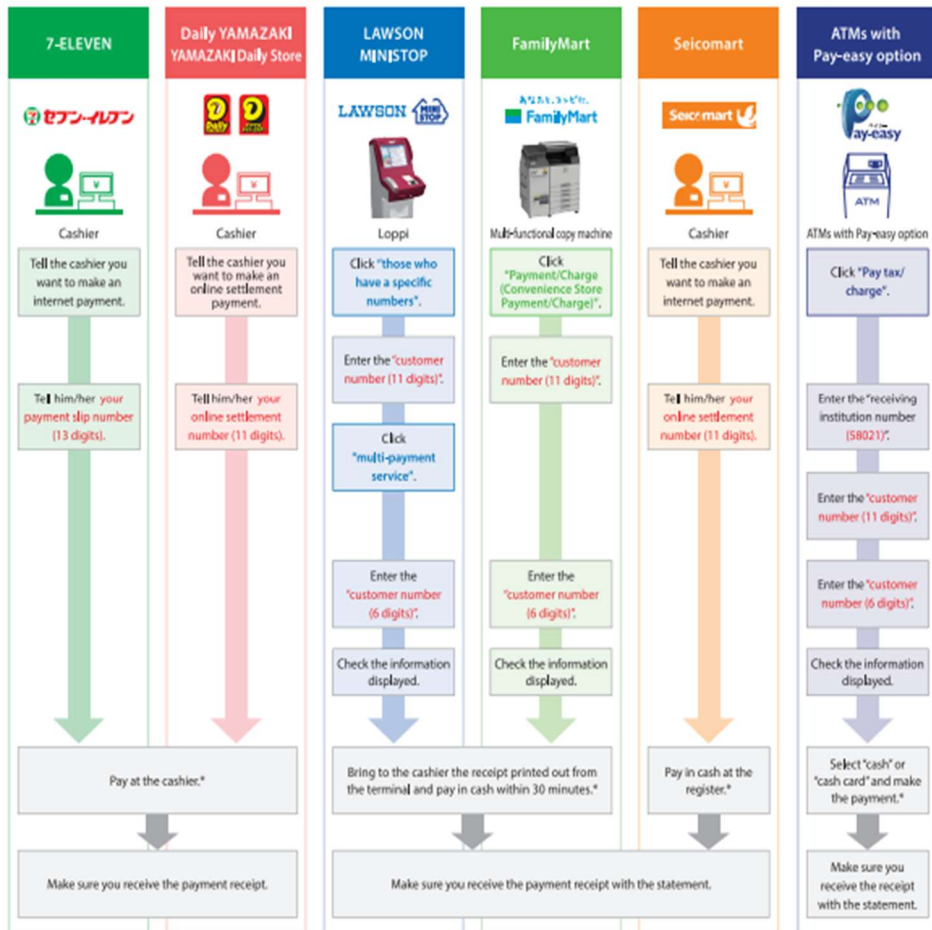 7-ELEVEN
Daily YAMAZAKI
YAMAZAKI Daily Store
LAWSON
MINISTOP
FamilyMart
Seicomart
ATMs with
Pay-easy option
セブン-イレブン
Daily
LAWSON
MINI
STOP
あなたと、コンビに、
FamilyMart
Seicomart
Pay-easy
¥
¥
¥
ATM
Cashier
Cashier
Loppi
Multi-functional copy machine
Cashier
ATMs with Pay-easy option
Tell the cashier you
want to make an
internet payment.
Tell the cashier you
want to make an
online settlement
payment.
Click "those who
have a specific
numbers".
Click
"Payment/Charge
(Convenience Store
Payment/Charge)".
Tell the cashier you
want to make an
internet payment.
Click "Pay tax/
charge".
Enter the "customer
number (11 digits)".
Enter the "customer
number (11 digits)".
Tell him/her your
payment slip number
(13 digits).
Tell him/her your
online settlement
number (11 digits).
Click
"multi-payment
service".
Tell him/her your
online settlement
number (11 digits).
Enter the "receiving
institution number
(58021)".
Enter the "customer
number (11 digits)".
Enter the
"customer number
(6 digits)".
Enter the
"customer number
(6 digits)".
Enter the "customer
number (6 digits)".
Check the information
displayed.
Check the information
displayed.
Check the information
displayed.
Pay at the cashier.*
Bring to the cashier the receipt printed out from
the terminal and pay in cash within 30 minutes.*
Pay in cash at the
register.*
Select "cash" or
"cash card" and make
the payment.*
Make sure you receive the payment receipt.
Make sure you receive the payment receipt with the statement.
Make sure you
receive the receipt
with the statement.